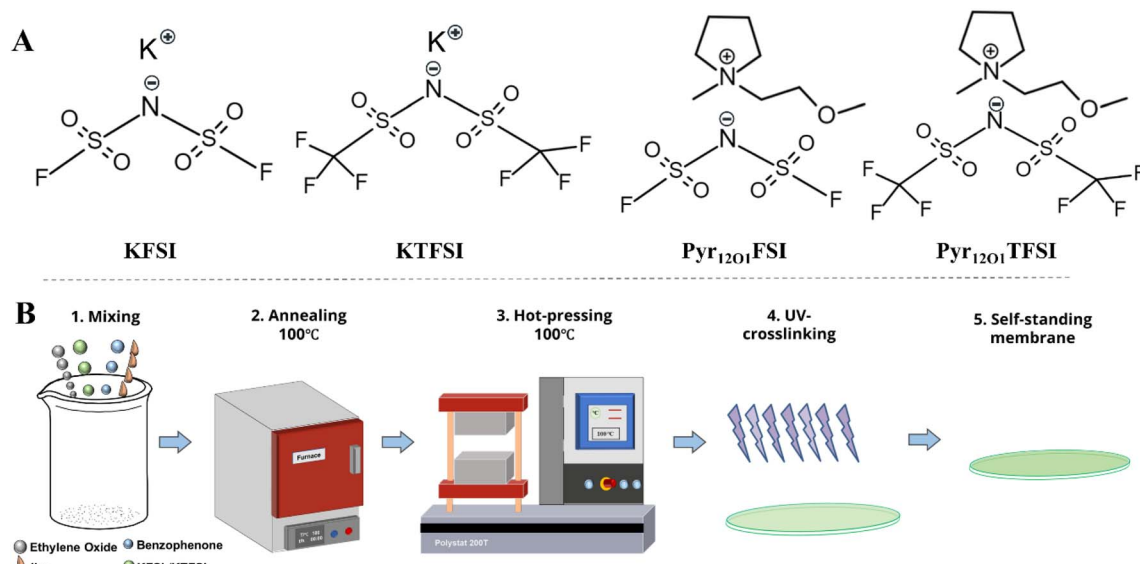 A
K⊕
K⊕
⊕
N
O
⊕
N
O
⊖
N
S
S
O
O
O
O
F
F
⊖
N
S
S
O
O
O
O
F
F
F
F
F
F
⊖
N
S
S
O
O
O
O
F
F
⊖
N
S
S
O
O
O
O
F
F
F
F
F
F
KFSI
KTFSI
Pyr₁₂O₁FSI
Pyr₁₂O₁TFSI
B
1. Mixing
2. Annealing
100℃
3. Hot-pressing
100℃
4. UV-
crosslinking
5. Self-standing
membrane
Furnace
℃
100℃
Polystat 200T
Ethylene Oxide
Benzophenone